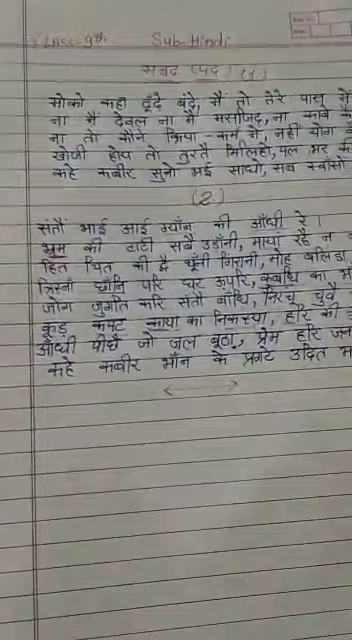 Class-9th Sub-Hindi
सबद (पद) (1)
मोको कहा ढूँढे बंदे, मैं तो तेरे पास में
ना मैं देवल ना मैं मसजिद, ना काबे
ना तो कौने क्रिया-कर्म में, नहीं योग
खोजी होय तो तुरतै मिलिहो, पल भर की
कहे कबीर सुनो भई साधो, सब स्वाँसों
(2)
संतौं भाई आई ग्याँन की आँधी रे।
भ्रम की टाटी सबै उडाँनी, माया रहै न
हित चित की द्वै थूँनी गिराँनी, मोह बलिंडा
त्रिस्नाँ छाँनि परि घर ऊपरि, कुबधि का
जोग जुगति करि संतौ बाँधि, निरचू चुवै
कूड़ कपट काया का निकस्या, हरि की
आँधी पीछै जो जल बूठा, प्रेम हरि जन
कहे कबीर भाँन के प्रगटे उदित